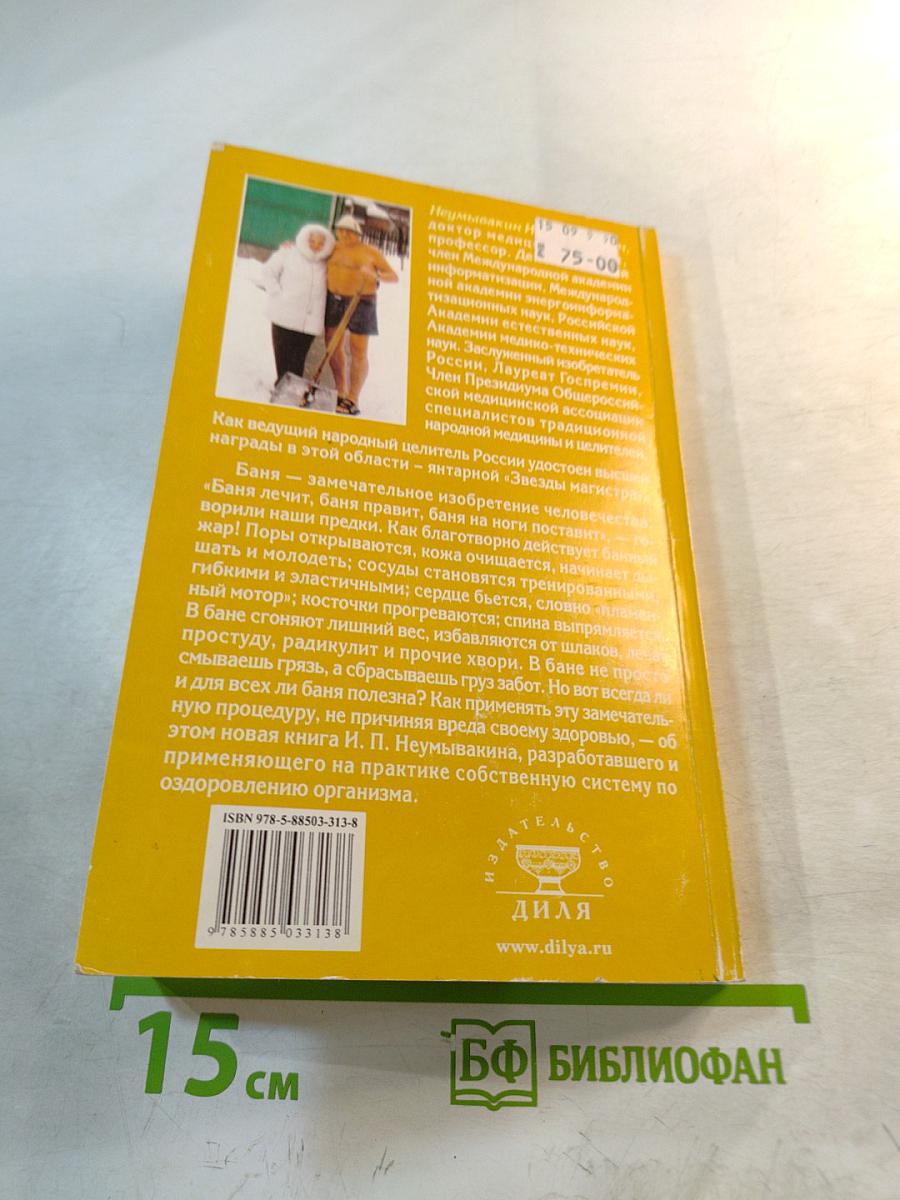 Неумывакин
доктор медиц
профессор. Де
член Международной академии
информатизации, Международ-
ной академии энергоинформа-
тизационных наук, Российской
Академии естественных наук,
Академии медико-технических
наук. Заслуженный изобретатель
России, Лауреат Госпремии,
Член Президиума Общероссий-
ской медицинской ассоциации
специалистов традиционной
народной медицины и целителей.
15 09 9 90
75-00
Как ведущий народный целитель России удостоен высшей
награды в этой области – янтарной «Звезды магистра».
Баня — замечательное изобретение человечества.
«Баня лечит, баня правит, баня на ноги поставит», — го-
ворили наши предки. Как благотворно действует банный
жар! Поры открываются, кожа очищается, начинает ды-
шать и молодеть; сосуды становятся тренированными,
гибкими и эластичными; сердце бьется, словно «пламен-
ный мотор»; косточки прогреваются; спина выпрямляется.
В бане сгоняют лишний вес, избавляются от шлаков, лечат
простуду, радикулит и прочие хвори. В бане не просто
смываешь грязь, а сбрасываешь груз забот. Но вот всегда ли
и для всех ли баня полезна? Как применять эту замечатель-
ную процедуру, не причиняя вреда своему здоровью, — об
этом новая книга И. П. Неумывакина, разработавшего и
применяющего на практике собственную систему по
оздоровлению организма.
ISBN 978-5-88503-313-8
9 785885 033138
ИЗДАТЕЛЬСТВО
ДИЛЯ
www.dilya.ru
15 см
БФ БИБЛИОФАН